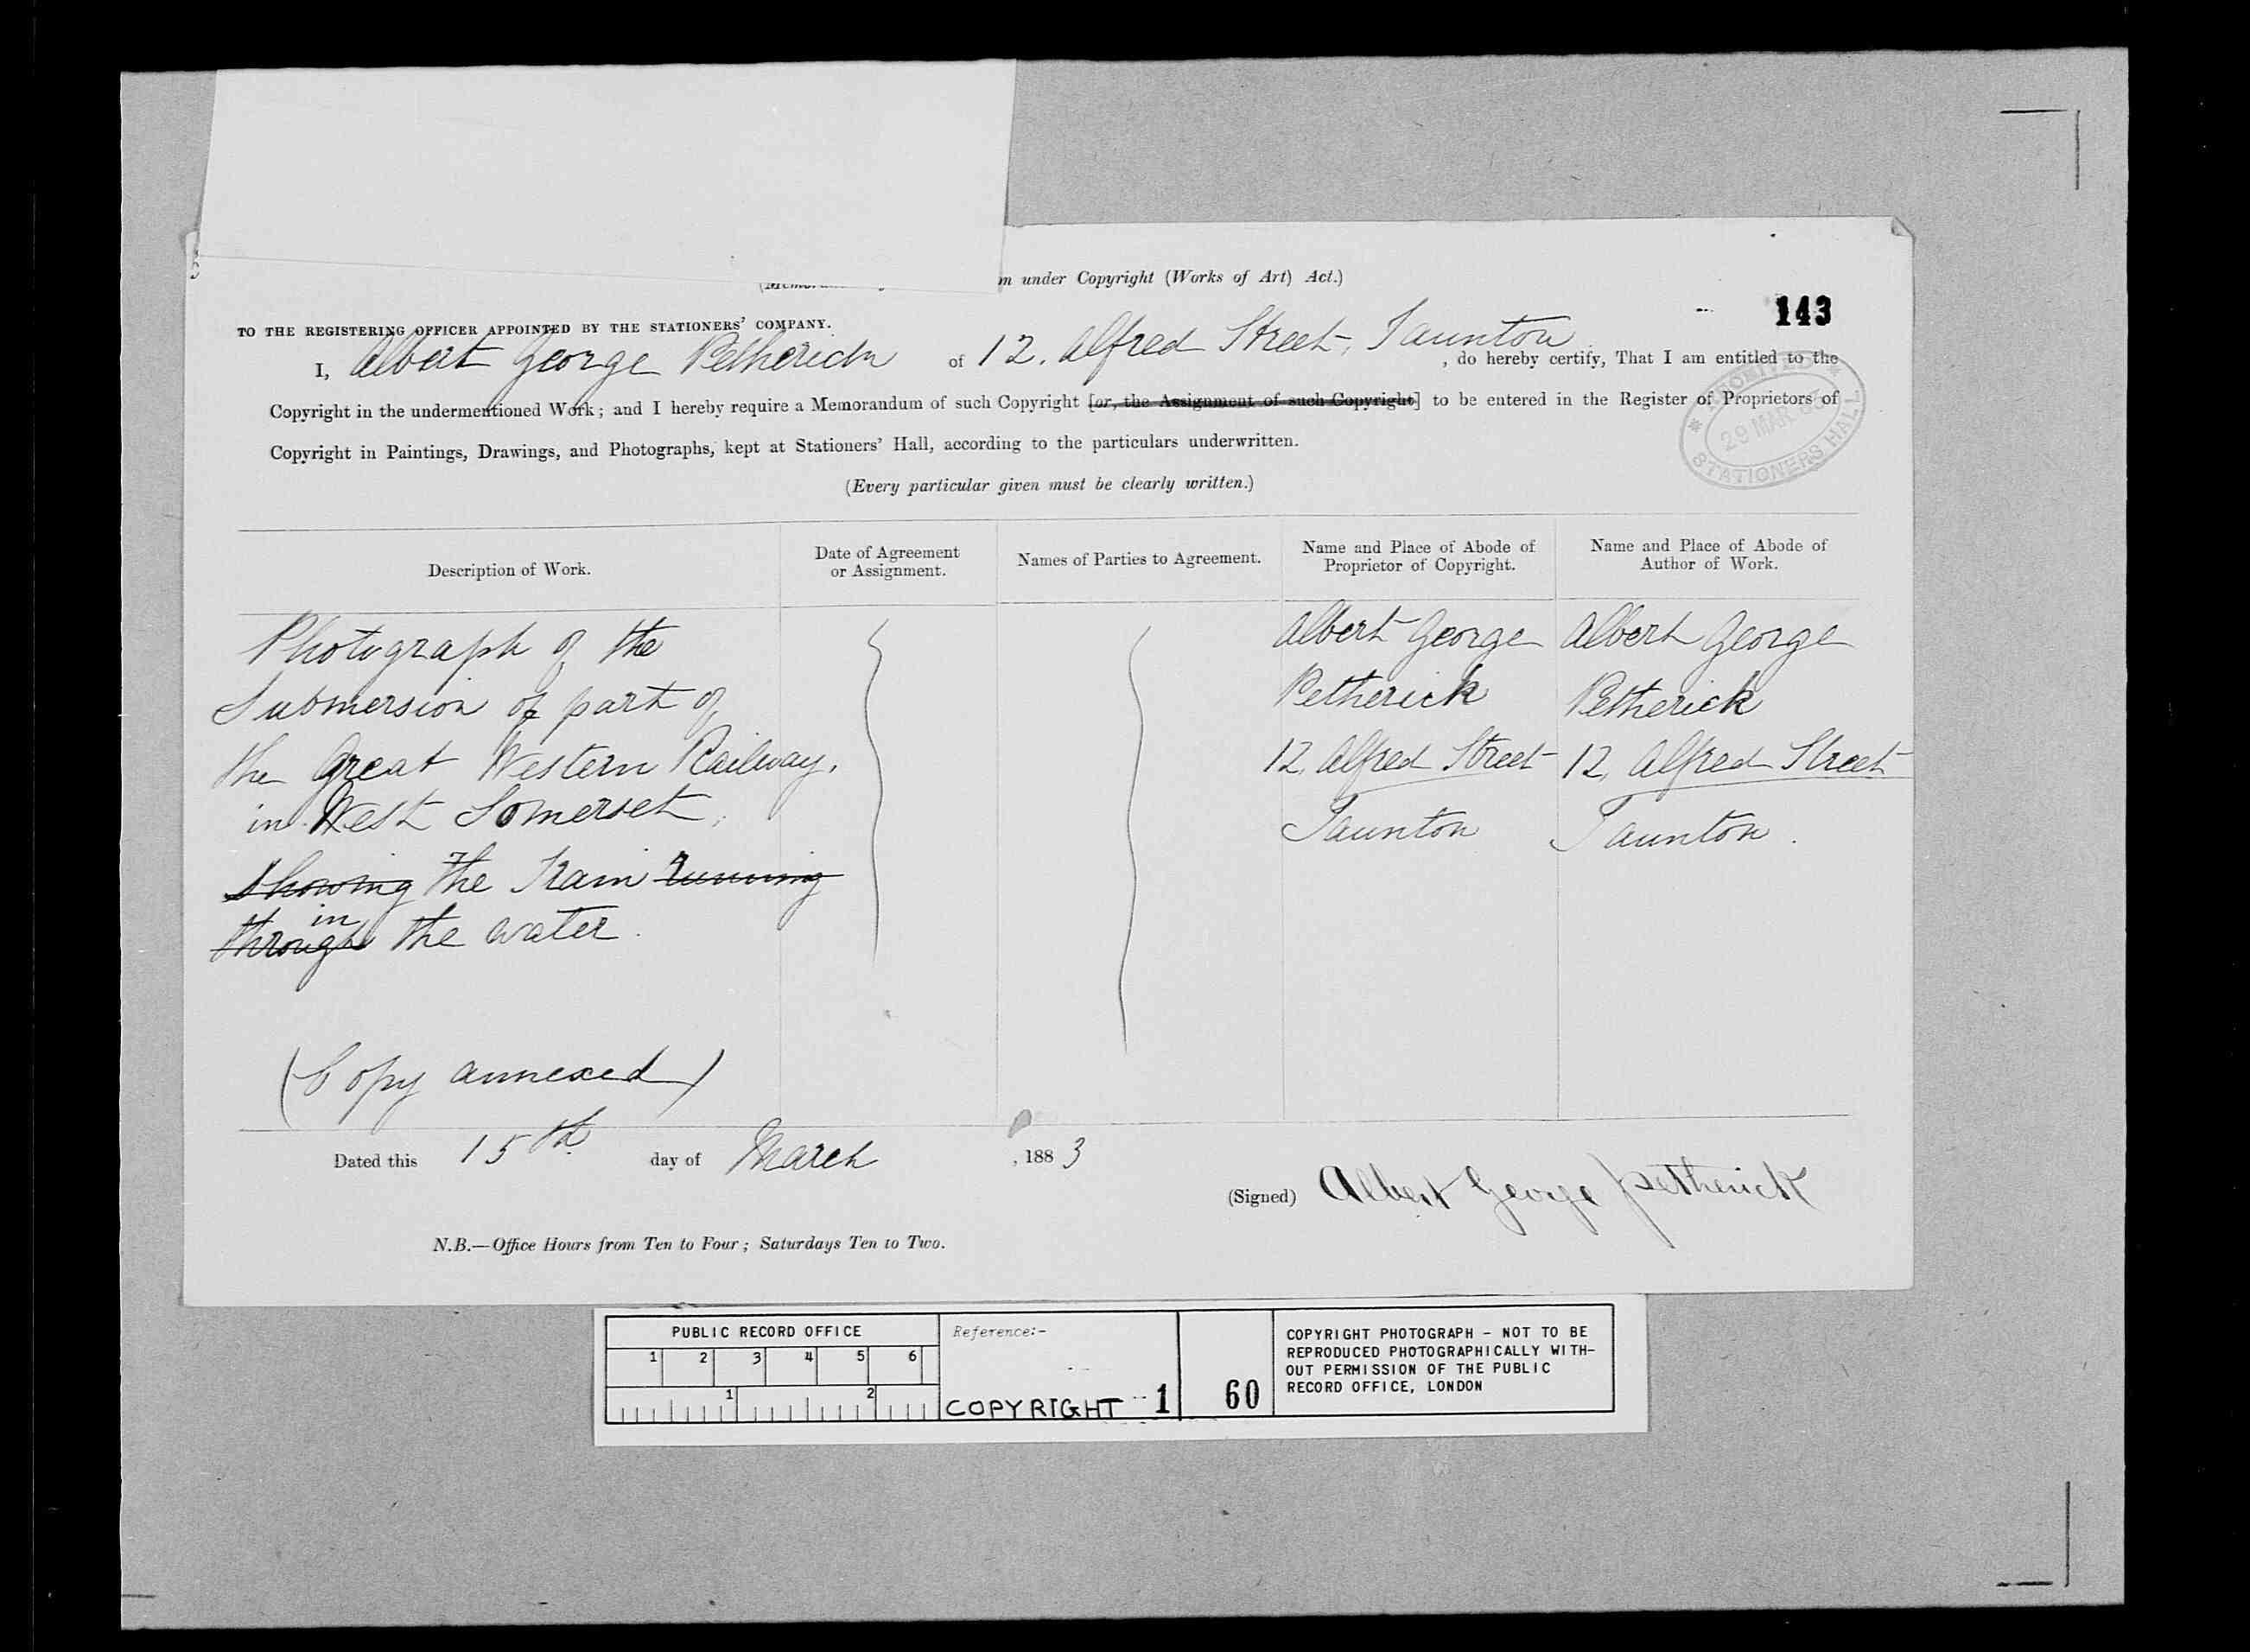 m under Copyright (Works of Art) Act.)
143
TO THE REGISTERING OFFICER APPOINTED BY THE STATIONERS' COMPANY.
I, Albert George Petherick of 12, Alfred Street, Taunton, do hereby certify, That I am entitled to the
Copyright in the undermentioned Work; and I hereby require a Memorandum of such Copyright [or, the Assignment of such Copyright] to be entered in the Register of Proprietors of
Copyright in Paintings, Drawings, and Photographs, kept at Stationers' Hall, according to the particulars underwritten.
29 MAR 83
STATIONERS HALL
(Every particular given must be clearly written.)
Description of Work.
Date of Agreement
or Assignment.
Names of Parties to Agreement.
Name and Place of Abode of
Proprietor of Copyright.
Name and Place of Abode of
Author of Work.
Photograph of the
Submersion of part of
the Great Western Railway,
in West Somerset,
showing the Train running
in
through the water.
(Copy annexed)
Albert George
Petherick
12, Alfred Street
Taunton
Albert George
Petherick
12, Alfred Street
Taunton.
Dated this 15th day of March, 1883
(Signed) Albert George Petherick
N.B.—Office Hours from Ten to Four; Saturdays Ten to Two.
PUBLIC RECORD OFFICE
1 2 3 4 5 6
1 2
Reference:-
COPYRIGHT 1
60
COPYRIGHT PHOTOGRAPH - NOT TO BE
REPRODUCED PHOTOGRAPHICALLY WITH-
OUT PERMISSION OF THE PUBLIC
RECORD OFFICE, LONDON